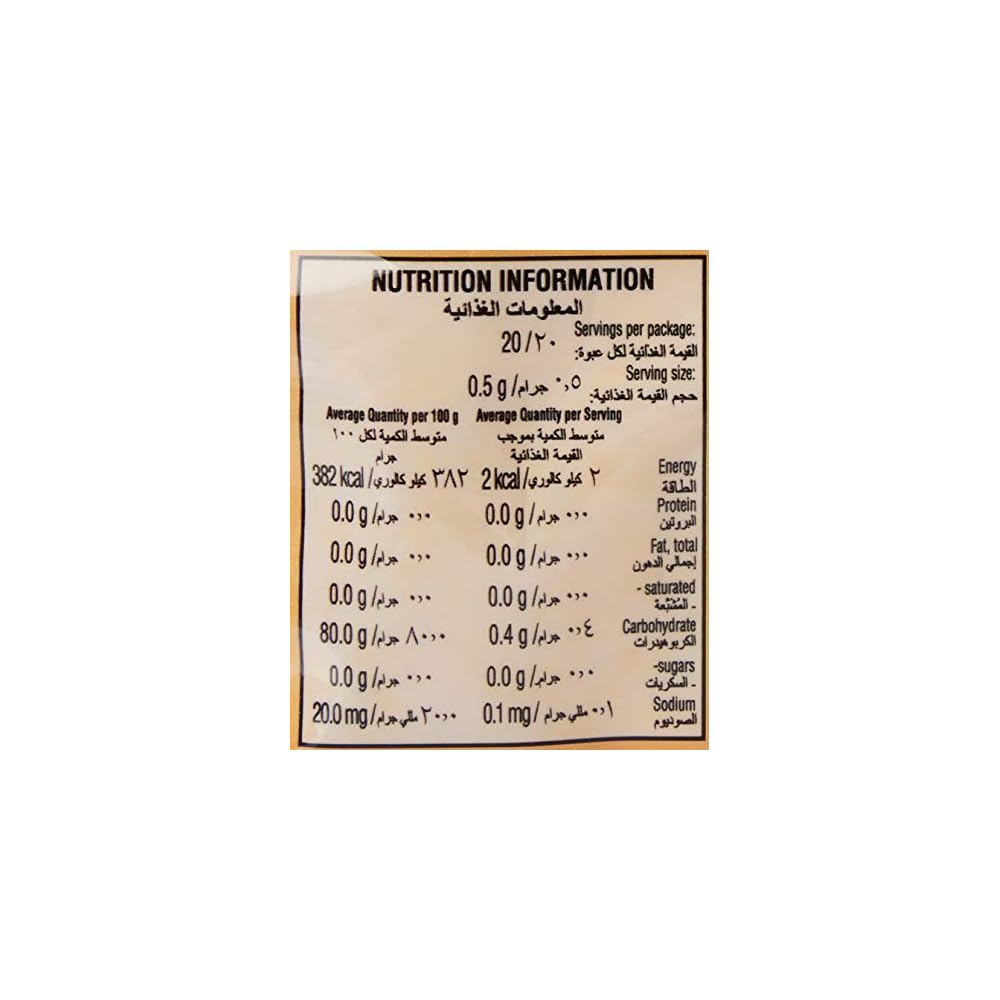 NUTRITION INFORMATION
المعلومات الغذائية
Servings per package:
20/٢٠
القيمة الغذائية لكل عبوة:
Serving size:
0.5 g/ جرام ٠,٥
حجم القيمة الغذائية:
Average Quantity per 100 g Average Quantity per Serving
متوسط الكمية لكل ١٠٠ متوسط الكمية بموجب
جرام القيمة الغذائية
Energy
382 kcal/ كيلو كالوري ٣٨٢ 2 kcal/ كيلو كالوري ٢
الطاقة
Protein
0.0 g/ جرام ٠,٠ 0.0 g/ جرام ٠,٠
البروتين
Fat, total
0.0 g/ جرام ٠,٠ 0.0 g/ جرام ٠,٠
إجمالي الدهون
- saturated
0.0 g/ جرام ٠,٠ 0.0 g/ جرام ٠,٠
- المُشبَّعة
Carbohydrate
80.0 g/ جرام ٨٠,٠ 0.4 g/ جرام ٠,٤
الكربوهيدرات
-sugars
0.0 g/ جرام ٠,٠ 0.0 g/ جرام ٠,٠
- السكريات
Sodium
20.0 mg/ مللي جرام ٢٠,٠ 0.1 mg/ مللي جرام ٠,١
الصوديوم